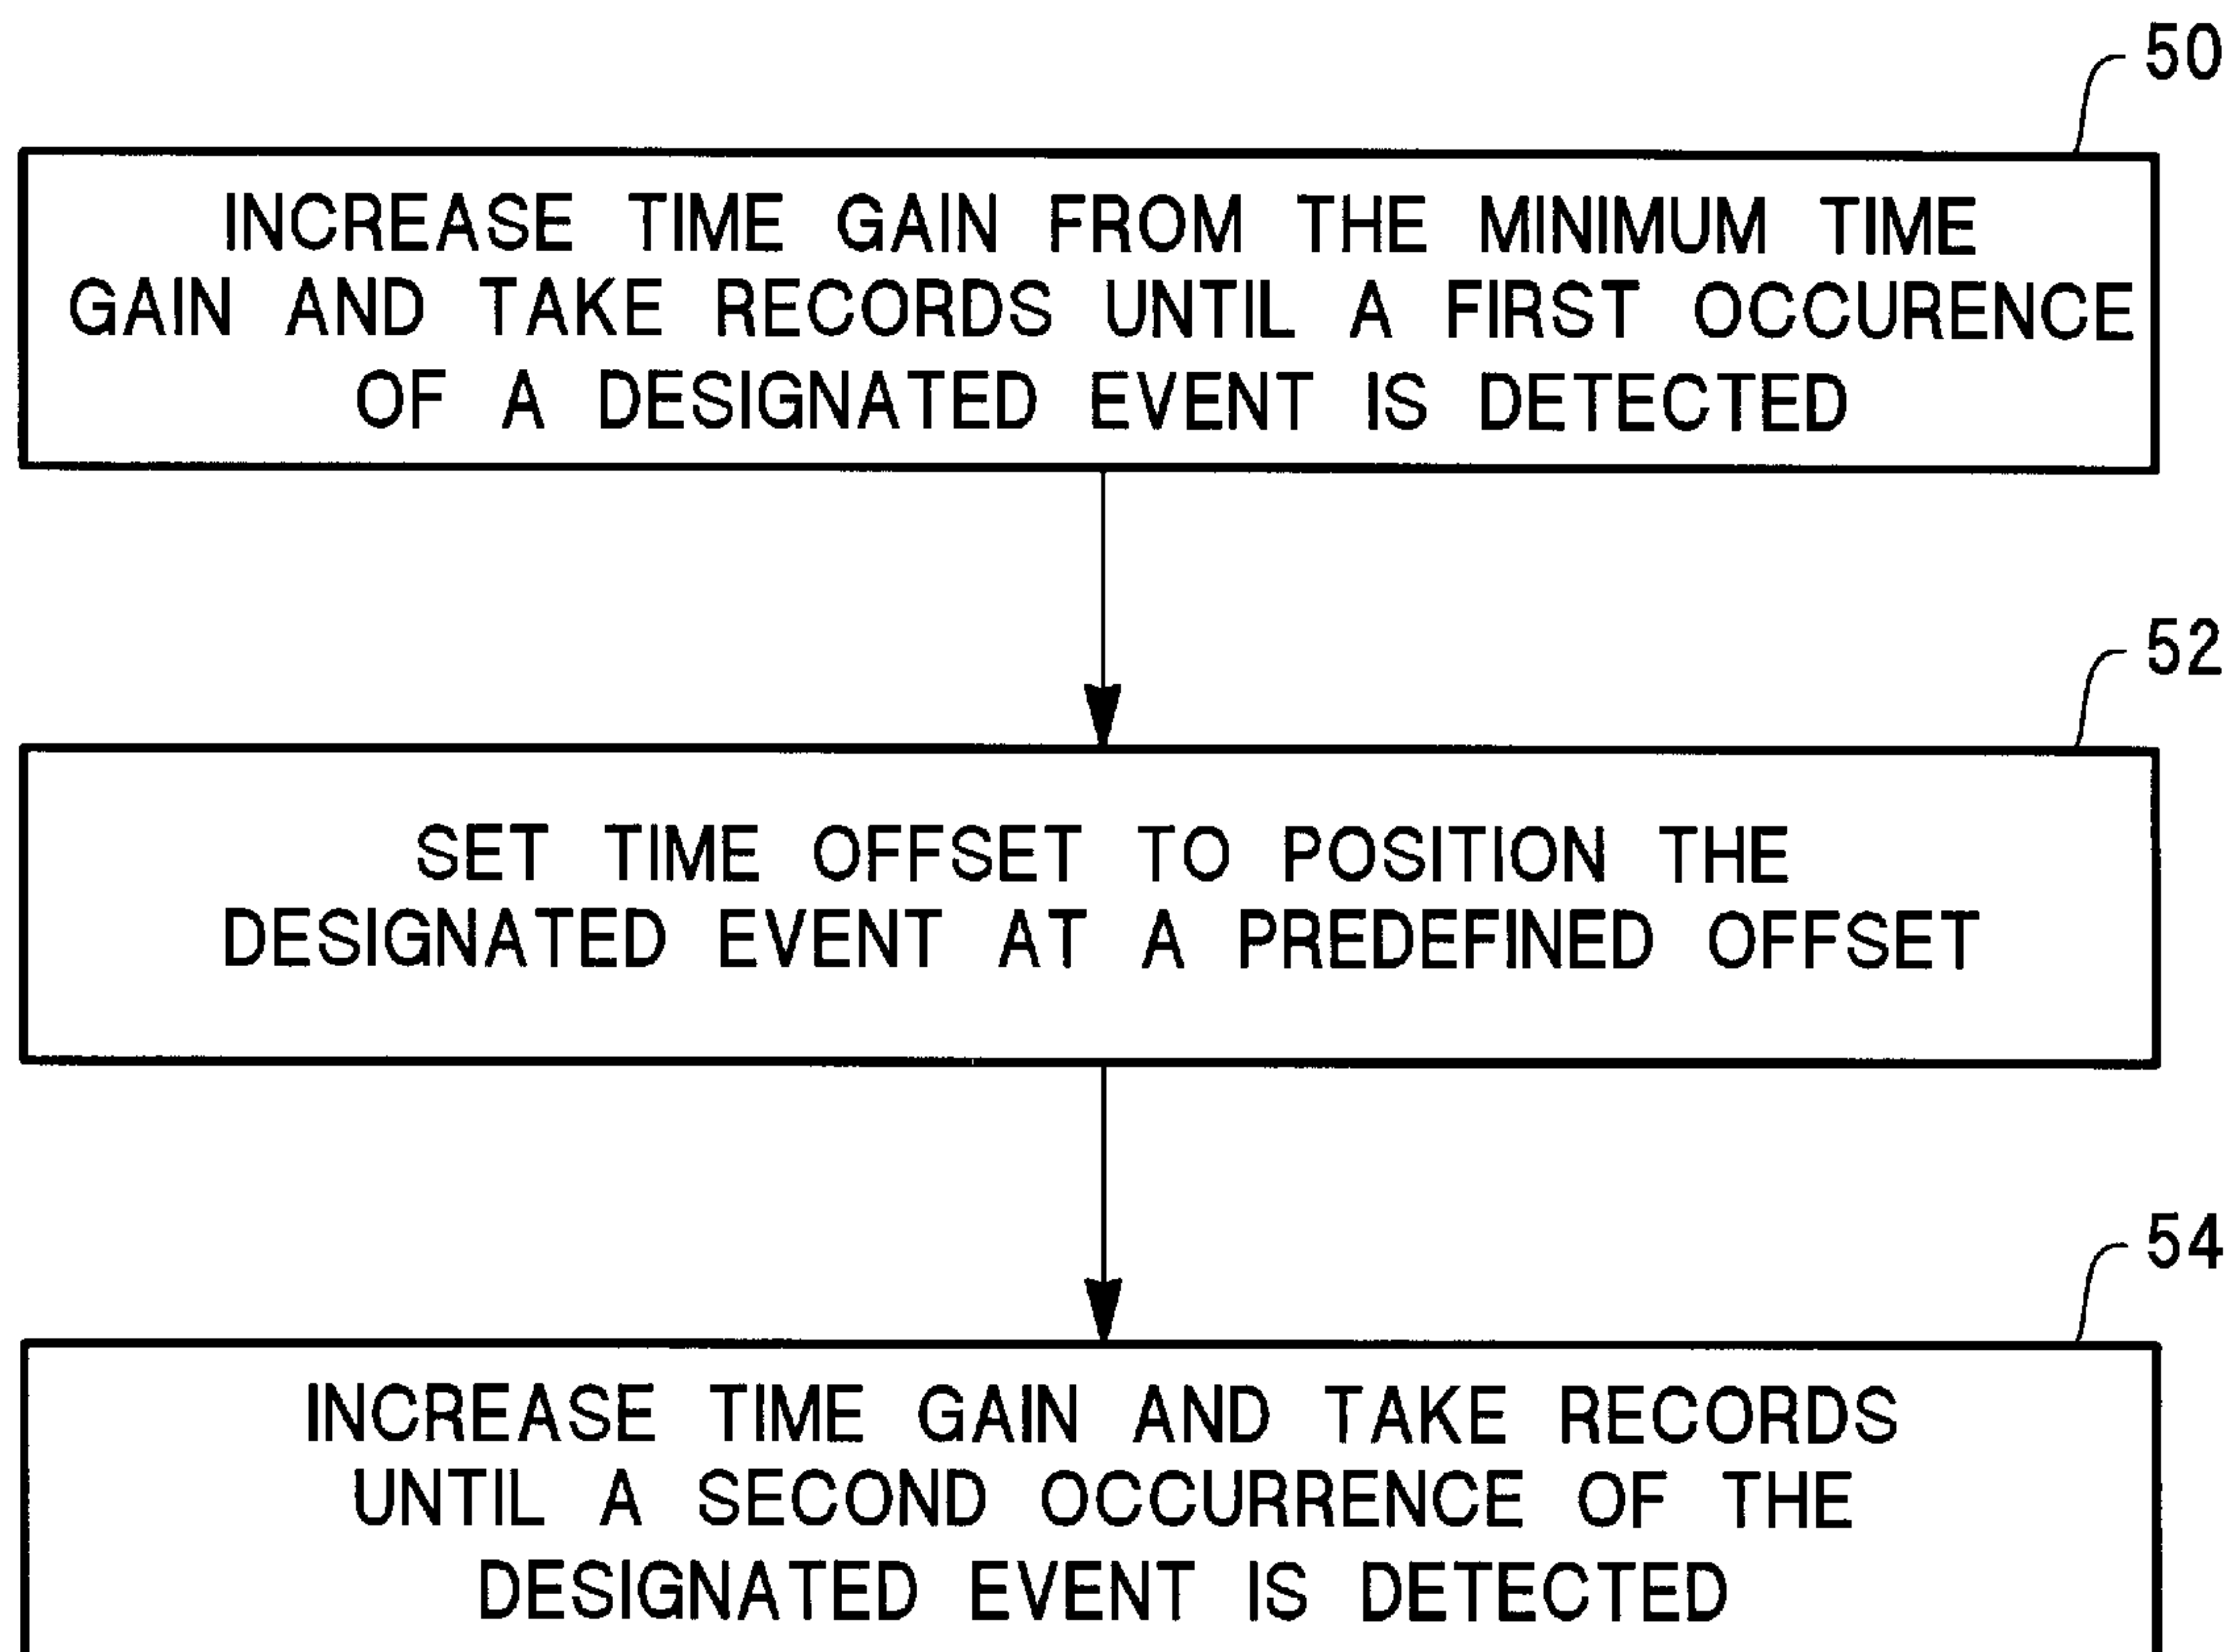 50
INCREASE TIME GAIN FROM THE MINIMUM TIME
GAIN AND TAKE RECORDS UNTIL A FIRST OCCURENCE
OF A DESIGNATED EVENT IS DETECTED
52
SET TIME OFFSET TO POSITION THE
DESIGNATED EVENT AT A PREDEFINED OFFSET
54
INCREASE TIME GAIN AND TAKE RECORDS
UNTIL A SECOND OCCURRENCE OF THE
DESIGNATED EVENT IS DETECTED